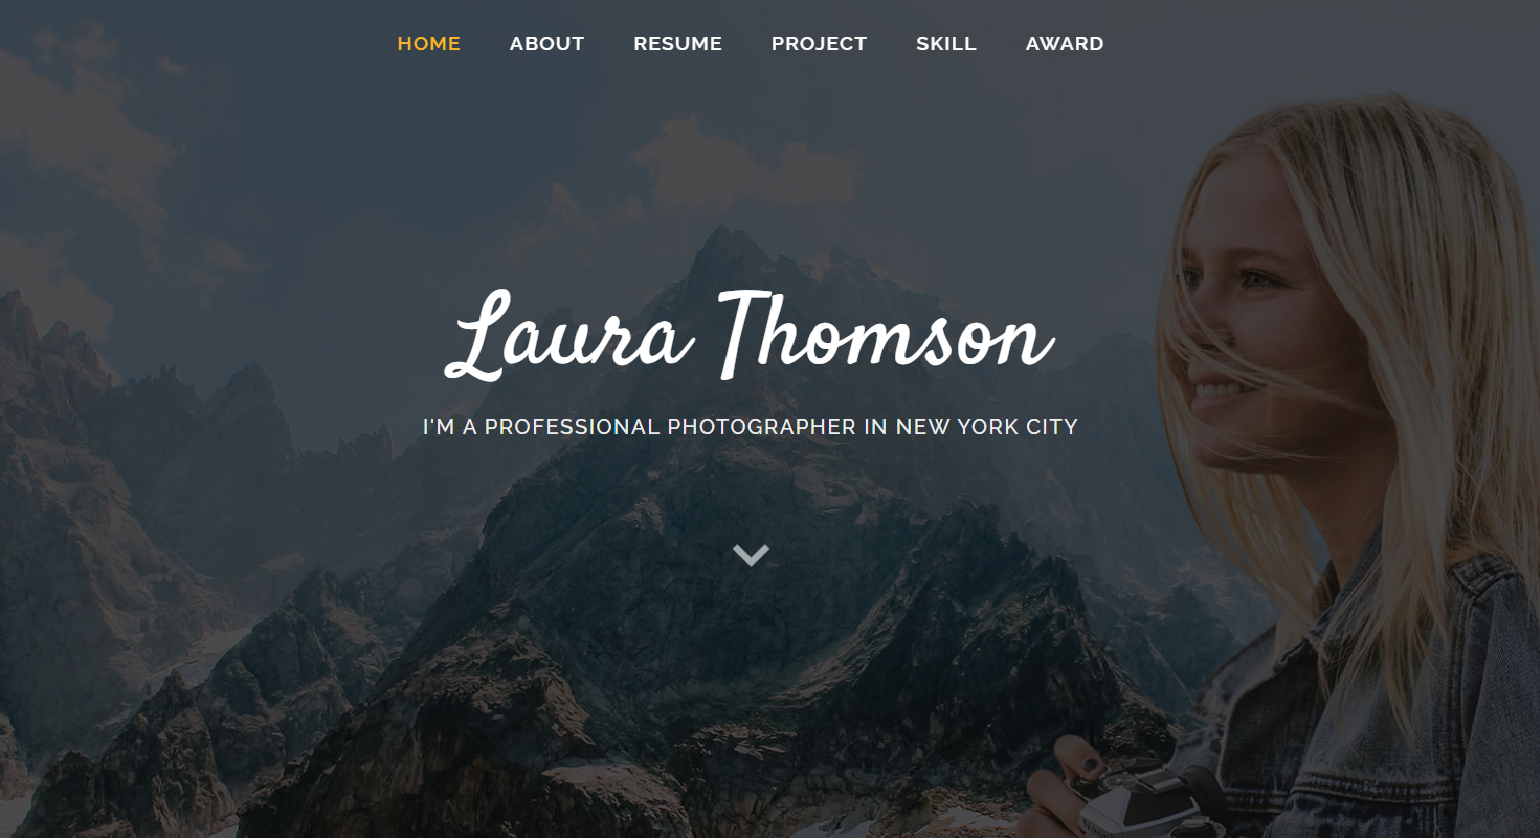 HOME ABOUT RESUME PROJECT SKILL AWARD
Laura Thomson
I'M A PROFESSIONAL PHOTOGRAPHER IN NEW YORK CITY